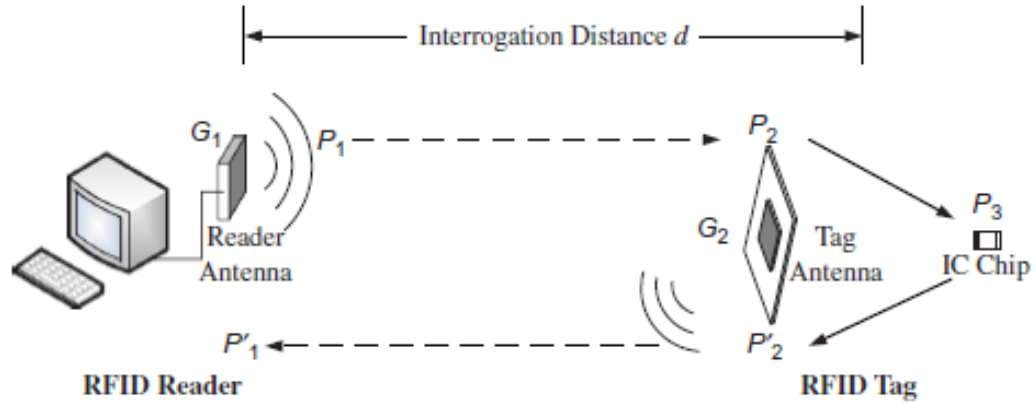 Interrogation Distance d
G1
P1
P2
P3
G2
Reader
Antenna
Tag
Antenna
IC Chip
P'1
P'2
RFID Reader
RFID Tag